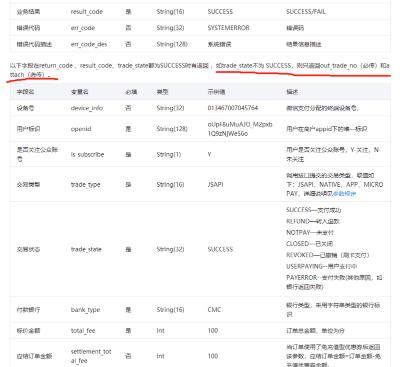 业务结果 result_code 是 String(16) SUCCESS SUCCESS/FAIL
错误代码 err_code 否 String(32) SYSTEMERROR 错误码
错误代码描述 err_code_des 否 String(128) 系统错误 结果信息描述
以下字段在return_code 、result_code、trade_state都为SUCCESS时有返回 ，如trade_state不为 SUCCESS，则只返回out_trade_no（必传）和a
ttach（选传）。
字段名 变量名 必填 类型 示例值 描述
设备号 device_info 否 String(32) 013467007045764 微信支付分配的终端设备号，
用户标识 openid 是 String(128) oUpF8uMuAJO_M2pxb
1Q9zNjWeS6o 用户在商户appid下的唯一标识
是否关注公众账
号 is_subscribe 是 String(1) Y 用户是否关注公众账号，Y-关注，N-
未关注
交易类型 trade_type 是 String(16) JSAPI 调用接口提交的交易类型，取值如
下：JSAPI，NATIVE，APP，MICRO
PAY，详细说明见参数规定
交易状态 trade_state 是 String(32) SUCCESS SUCCESS—支付成功
REFUND—转入退款
NOTPAY—未支付
CLOSED—已关闭
REVOKED—已撤销（刷卡支付）
USERPAYING--用户支付中
PAYERROR--支付失败(其他原因，如
银行返回失败)
付款银行 bank_type 是 String(16) CMC 银行类型，采用字符串类型的银行标
识
标价金额 total_fee 是 Int 100 订单总金额，单位为分
应结订单金额 settlement_tot
al_fee 否 Int 100 当订单使用了免充值型优惠券后返回
该参数，应结订单金额=订单金额-免
充值优惠券金额。